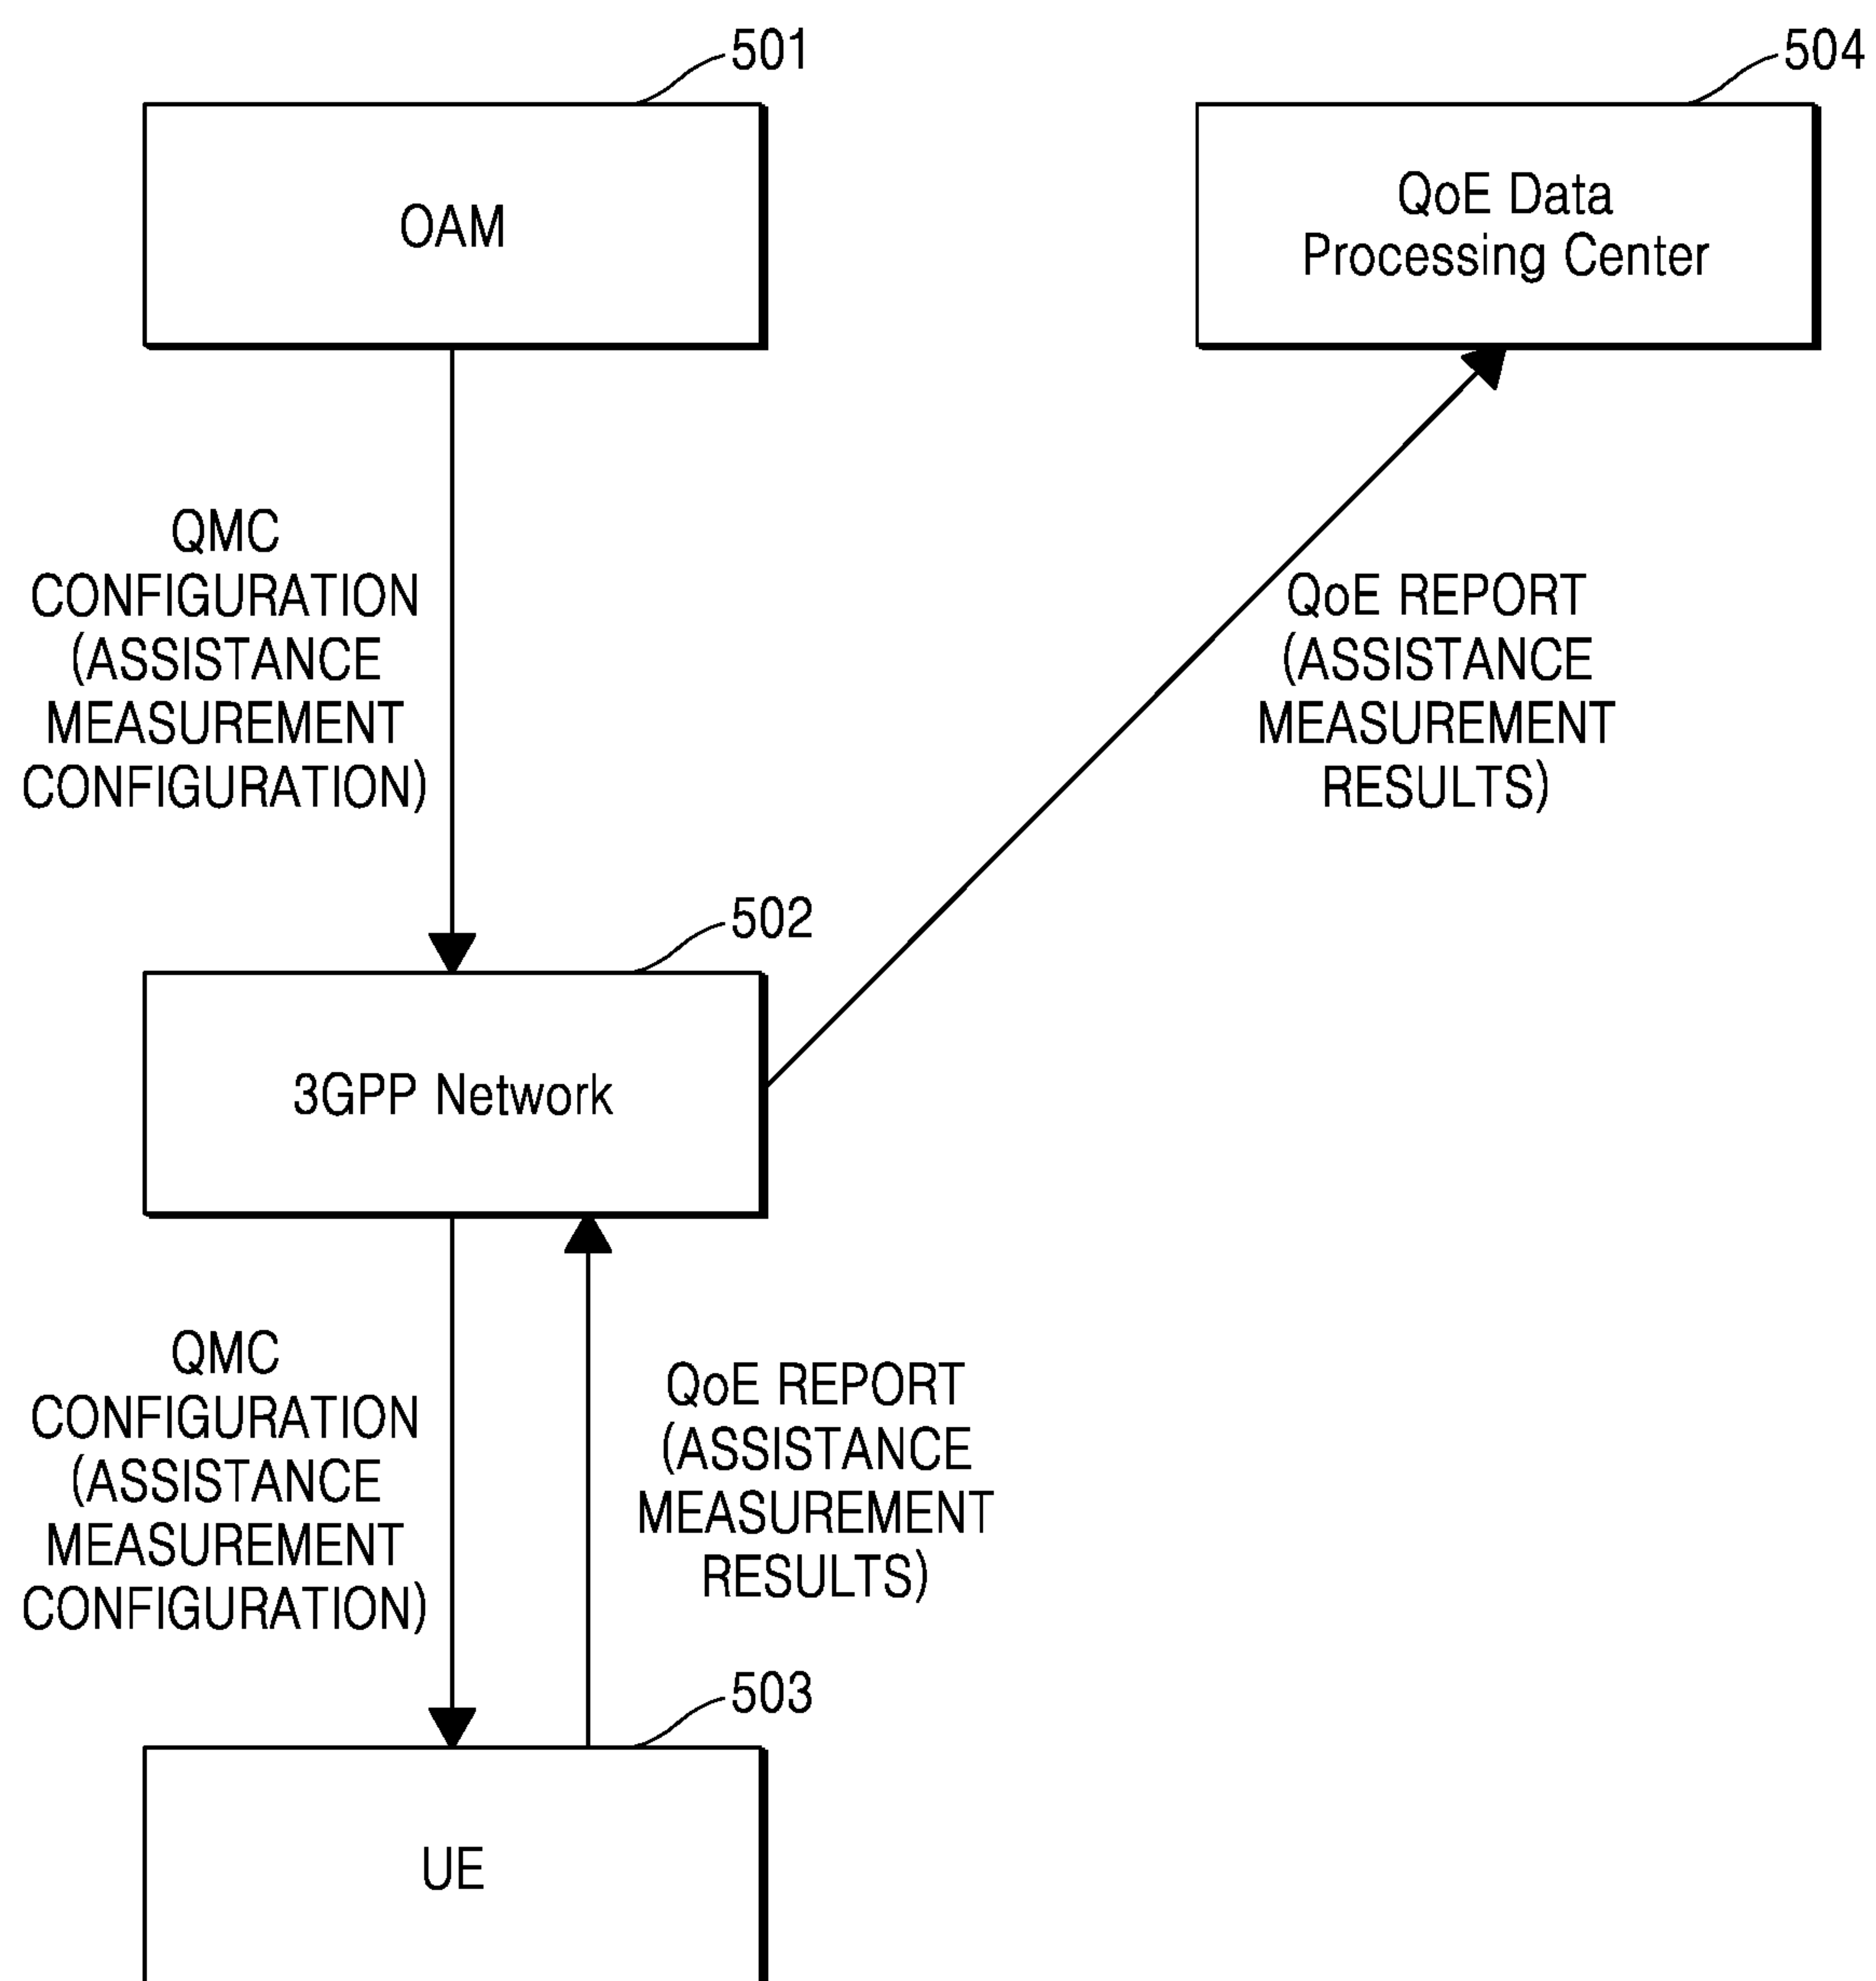 501
504
OAM
QoE Data
Processing Center
QMC
CONFIGURATION
(ASSISTANCE
MEASUREMENT
CONFIGURATION)
QoE REPORT
(ASSISTANCE
MEASUREMENT
RESULTS)
502
3GPP Network
QMC
CONFIGURATION
(ASSISTANCE
MEASUREMENT
CONFIGURATION)
QoE REPORT
(ASSISTANCE
MEASUREMENT
RESULTS)
503
UE